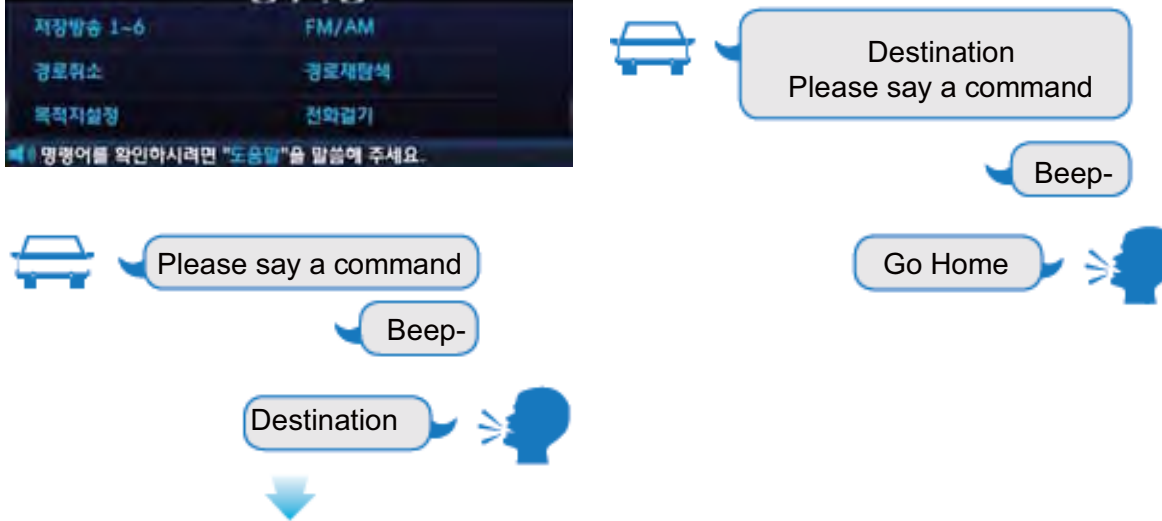 저장방송 1~6 FM/AM
경로취소 경로재탐색
목적지설정 전화걸기
명령어를 확인하시려면 "도움말"을 말씀해 주세요.
Please say a command
Beep-
Destination
Destination
Please say a command
Beep-
Go Home